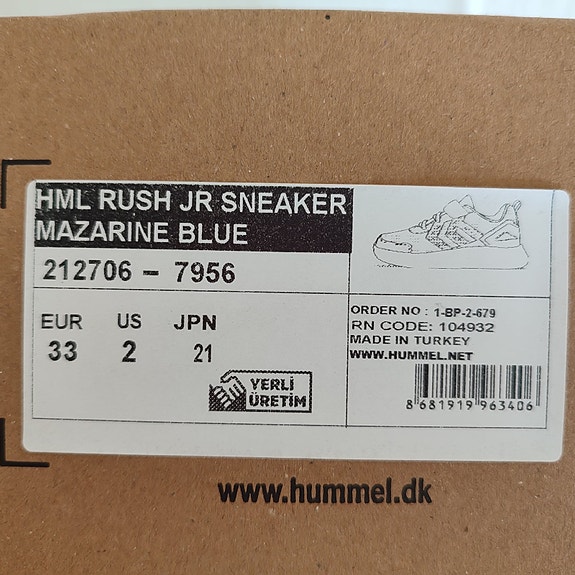 HML RUSH JR SNEAKER
MAZARINE BLUE
212706 – 7956
EUR US JPN
33 2 21
YERLİ
ÜRETİM
ORDER NO : 1-BP-2-679
RN CODE: 104932
MADE IN TURKEY
WWW.HUMMEL.NET
8 681919 963406
www.hummel.dk